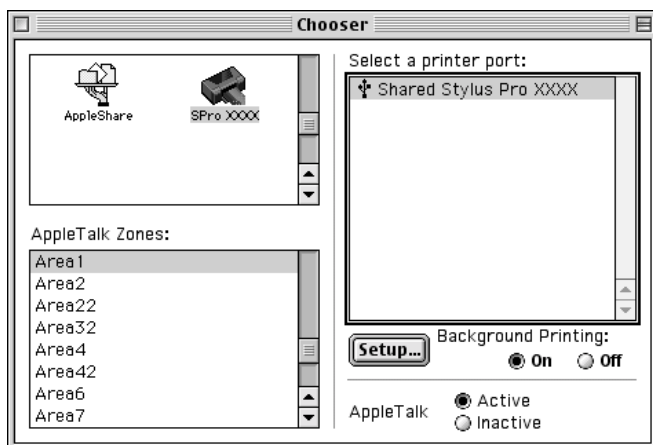 Chooser
AppleShare
SPro XXXX
AppleTalk Zones:
Area1
Area2
Area22
Area32
Area4
Area42
Area6
Area7
Select a printer port:
Shared Stylus Pro XXXX
Setup...
Background Printing:
On Off
AppleTalk
Active
Inactive